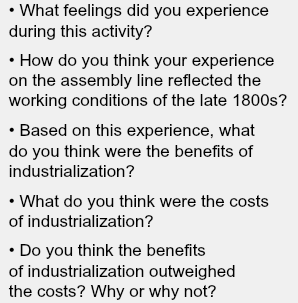 • What feelings did you experience
during this activity?
• How do you think your experience
on the assembly line reflected the
working conditions of the late 1800s?
• Based on this experience, what
do you think were the benefits of
industrialization?
• What do you think were the costs
of industrialization?
• Do you think the benefits
of industrialization outweighed
the costs? Why or why not?